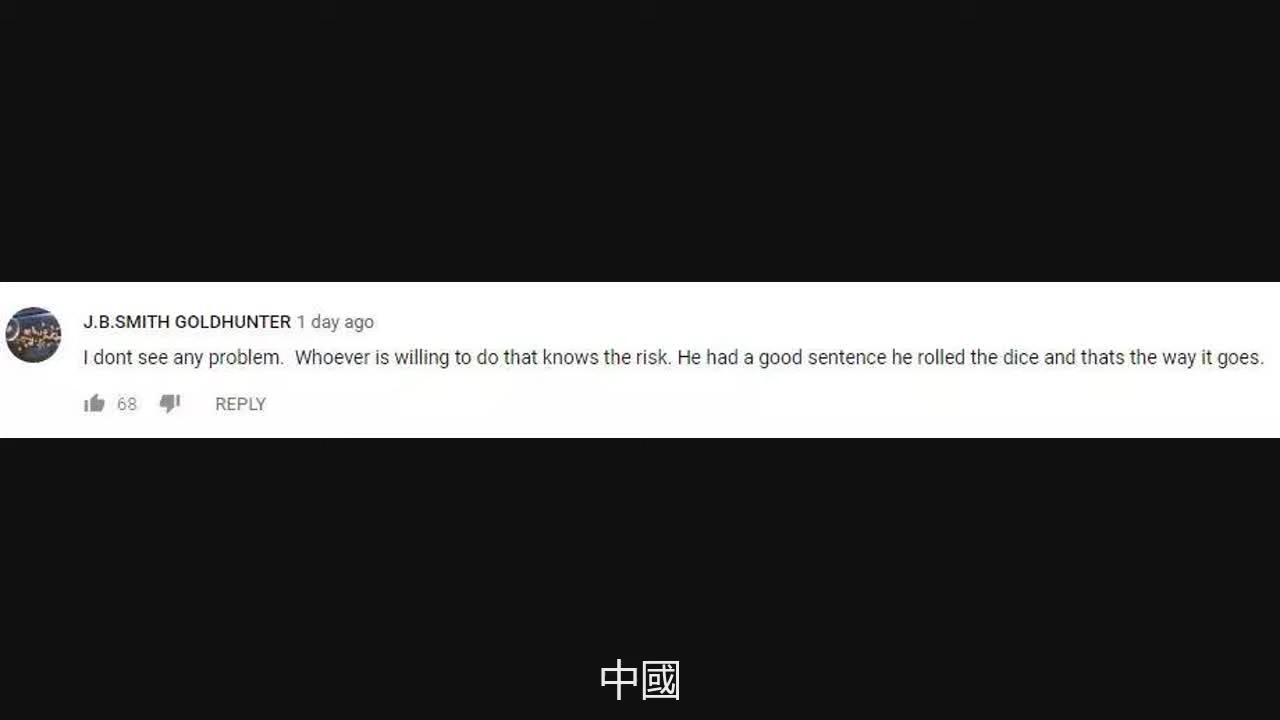 J.B.SMITH GOLDHUNTER 1 day ago
I dont see any problem.  Whoever is willing to do that knows the risk. He had a good sentence he rolled the dice and thats the way it goes.
68 REPLY
中國